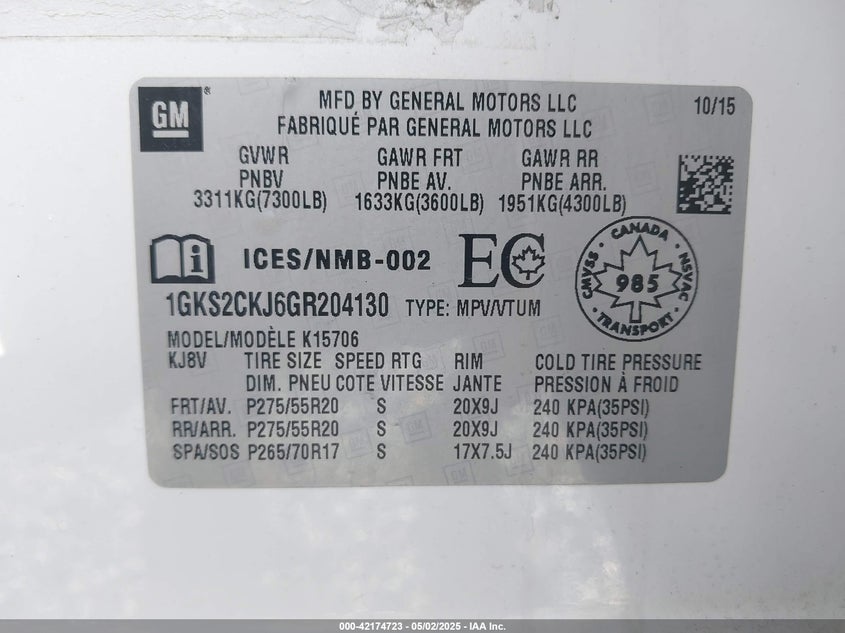 GM®
MFD BY GENERAL MOTORS LLC 10/15
FABRIQUÉ PAR GENERAL MOTORS LLC
GVWR GAWR FRT GAWR RR
PNBV PNBE AV. PNBE ARR.
3311KG(7300LB) 1633KG(3600LB) 1951KG(4300LB)
i ICES/NMB-002 EC
CANADA
CMVSS 985 NSVAC
TRANSPORT
1GKS2CKJ6GR204130 TYPE: MPV/VTUM
MODEL/MODÈLE K15706
KJ8V TIRE SIZE SPEED RTG RIM COLD TIRE PRESSURE
DIM. PNEU COTE VITESSE JANTE PRESSION À FROID
FRT/AV. P275/55R20 S 20X9J 240 KPA(35PSI)
RR/ARR. P275/55R20 S 20X9J 240 KPA(35PSI)
SPA/SOS P265/70R17 S 17X7.5J 240 KPA(35PSI)
000-42174723 - 05/02/2025 - IAA Inc.